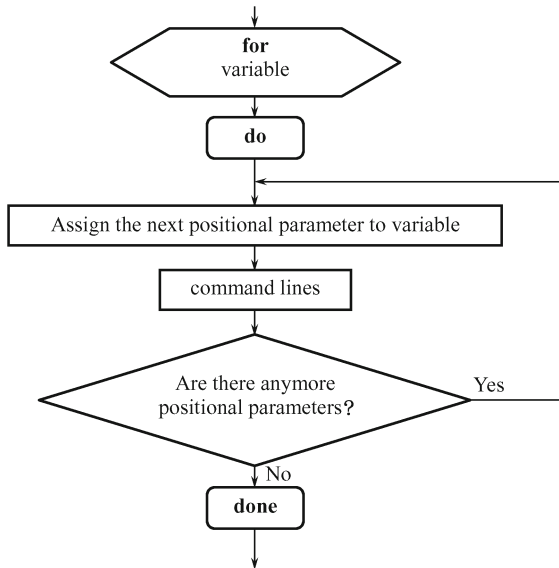 for
variable
do
Assign the next positional parameter to variable
command lines
Are there anymore
positional parameters?
Yes
No
done